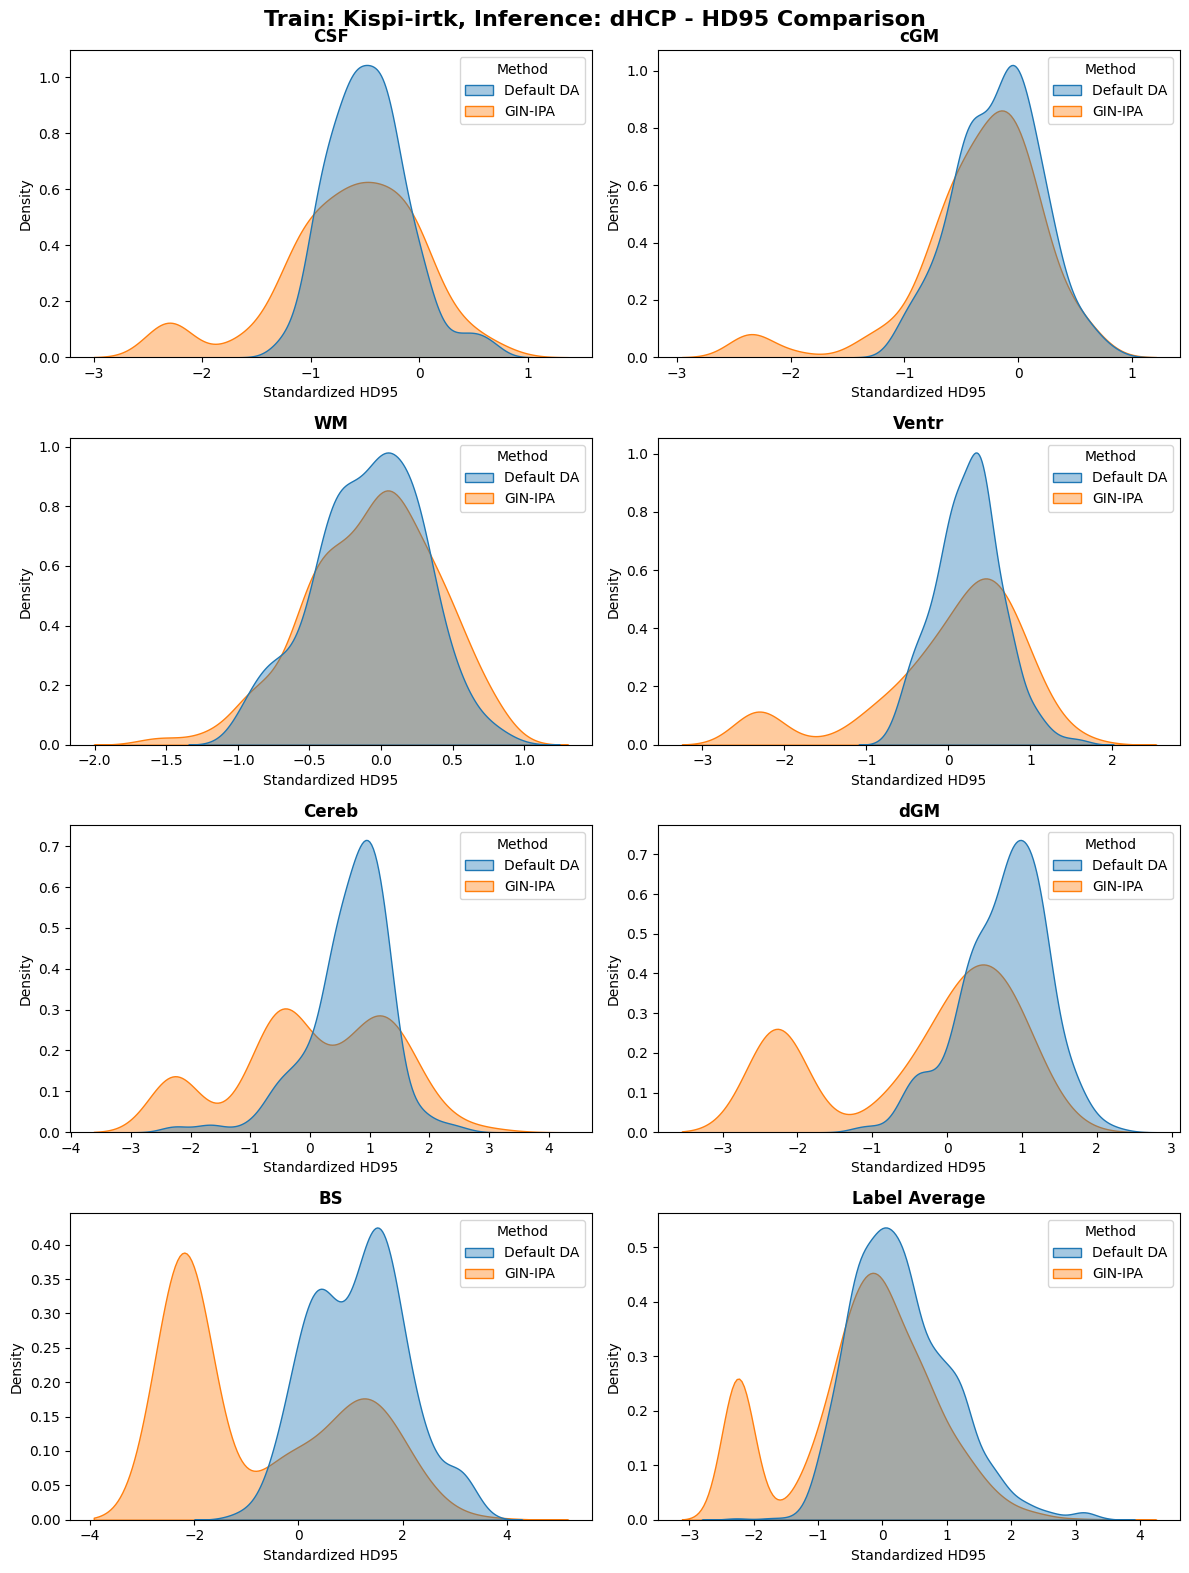 Train: Kispi-irtk, Inference: dHCP - HD95 Comparison
CSF
Method
Default DA
GIN-IPA
Density
1.0
0.8
0.6
0.4
0.2
0.0
−3 −2 −1 0 1
Standardized HD95
cGM
Method
Default DA
GIN-IPA
Density
1.0
0.8
0.6
0.4
0.2
0.0
−3 −2 −1 0 1
Standardized HD95
WM
Method
Default DA
GIN-IPA
Density
1.0
0.8
0.6
0.4
0.2
0.0
−2.0 −1.5 −1.0 −0.5 0.0 0.5 1.0
Standardized HD95
Ventr
Method
Default DA
GIN-IPA
Density
1.0
0.8
0.6
0.4
0.2
0.0
−3 −2 −1 0 1 2
Standardized HD95
Cereb
Method
Default DA
GIN-IPA
Density
0.7
0.6
0.5
0.4
0.3
0.2
0.1
0.0
−4 −3 −2 −1 0 1 2 3 4
Standardized HD95
dGM
Method
Default DA
GIN-IPA
Density
0.7
0.6
0.5
0.4
0.3
0.2
0.1
0.0
−3 −2 −1 0 1 2 3
Standardized HD95
BS
Method
Default DA
GIN-IPA
Density
0.40
0.35
0.30
0.25
0.20
0.15
0.10
0.05
0.00
−4 −2 0 2 4
Standardized HD95
Label Average
Method
Default DA
GIN-IPA
Density
0.5
0.4
0.3
0.2
0.1
0.0
−3 −2 −1 0 1 2 3 4
Standardized HD95